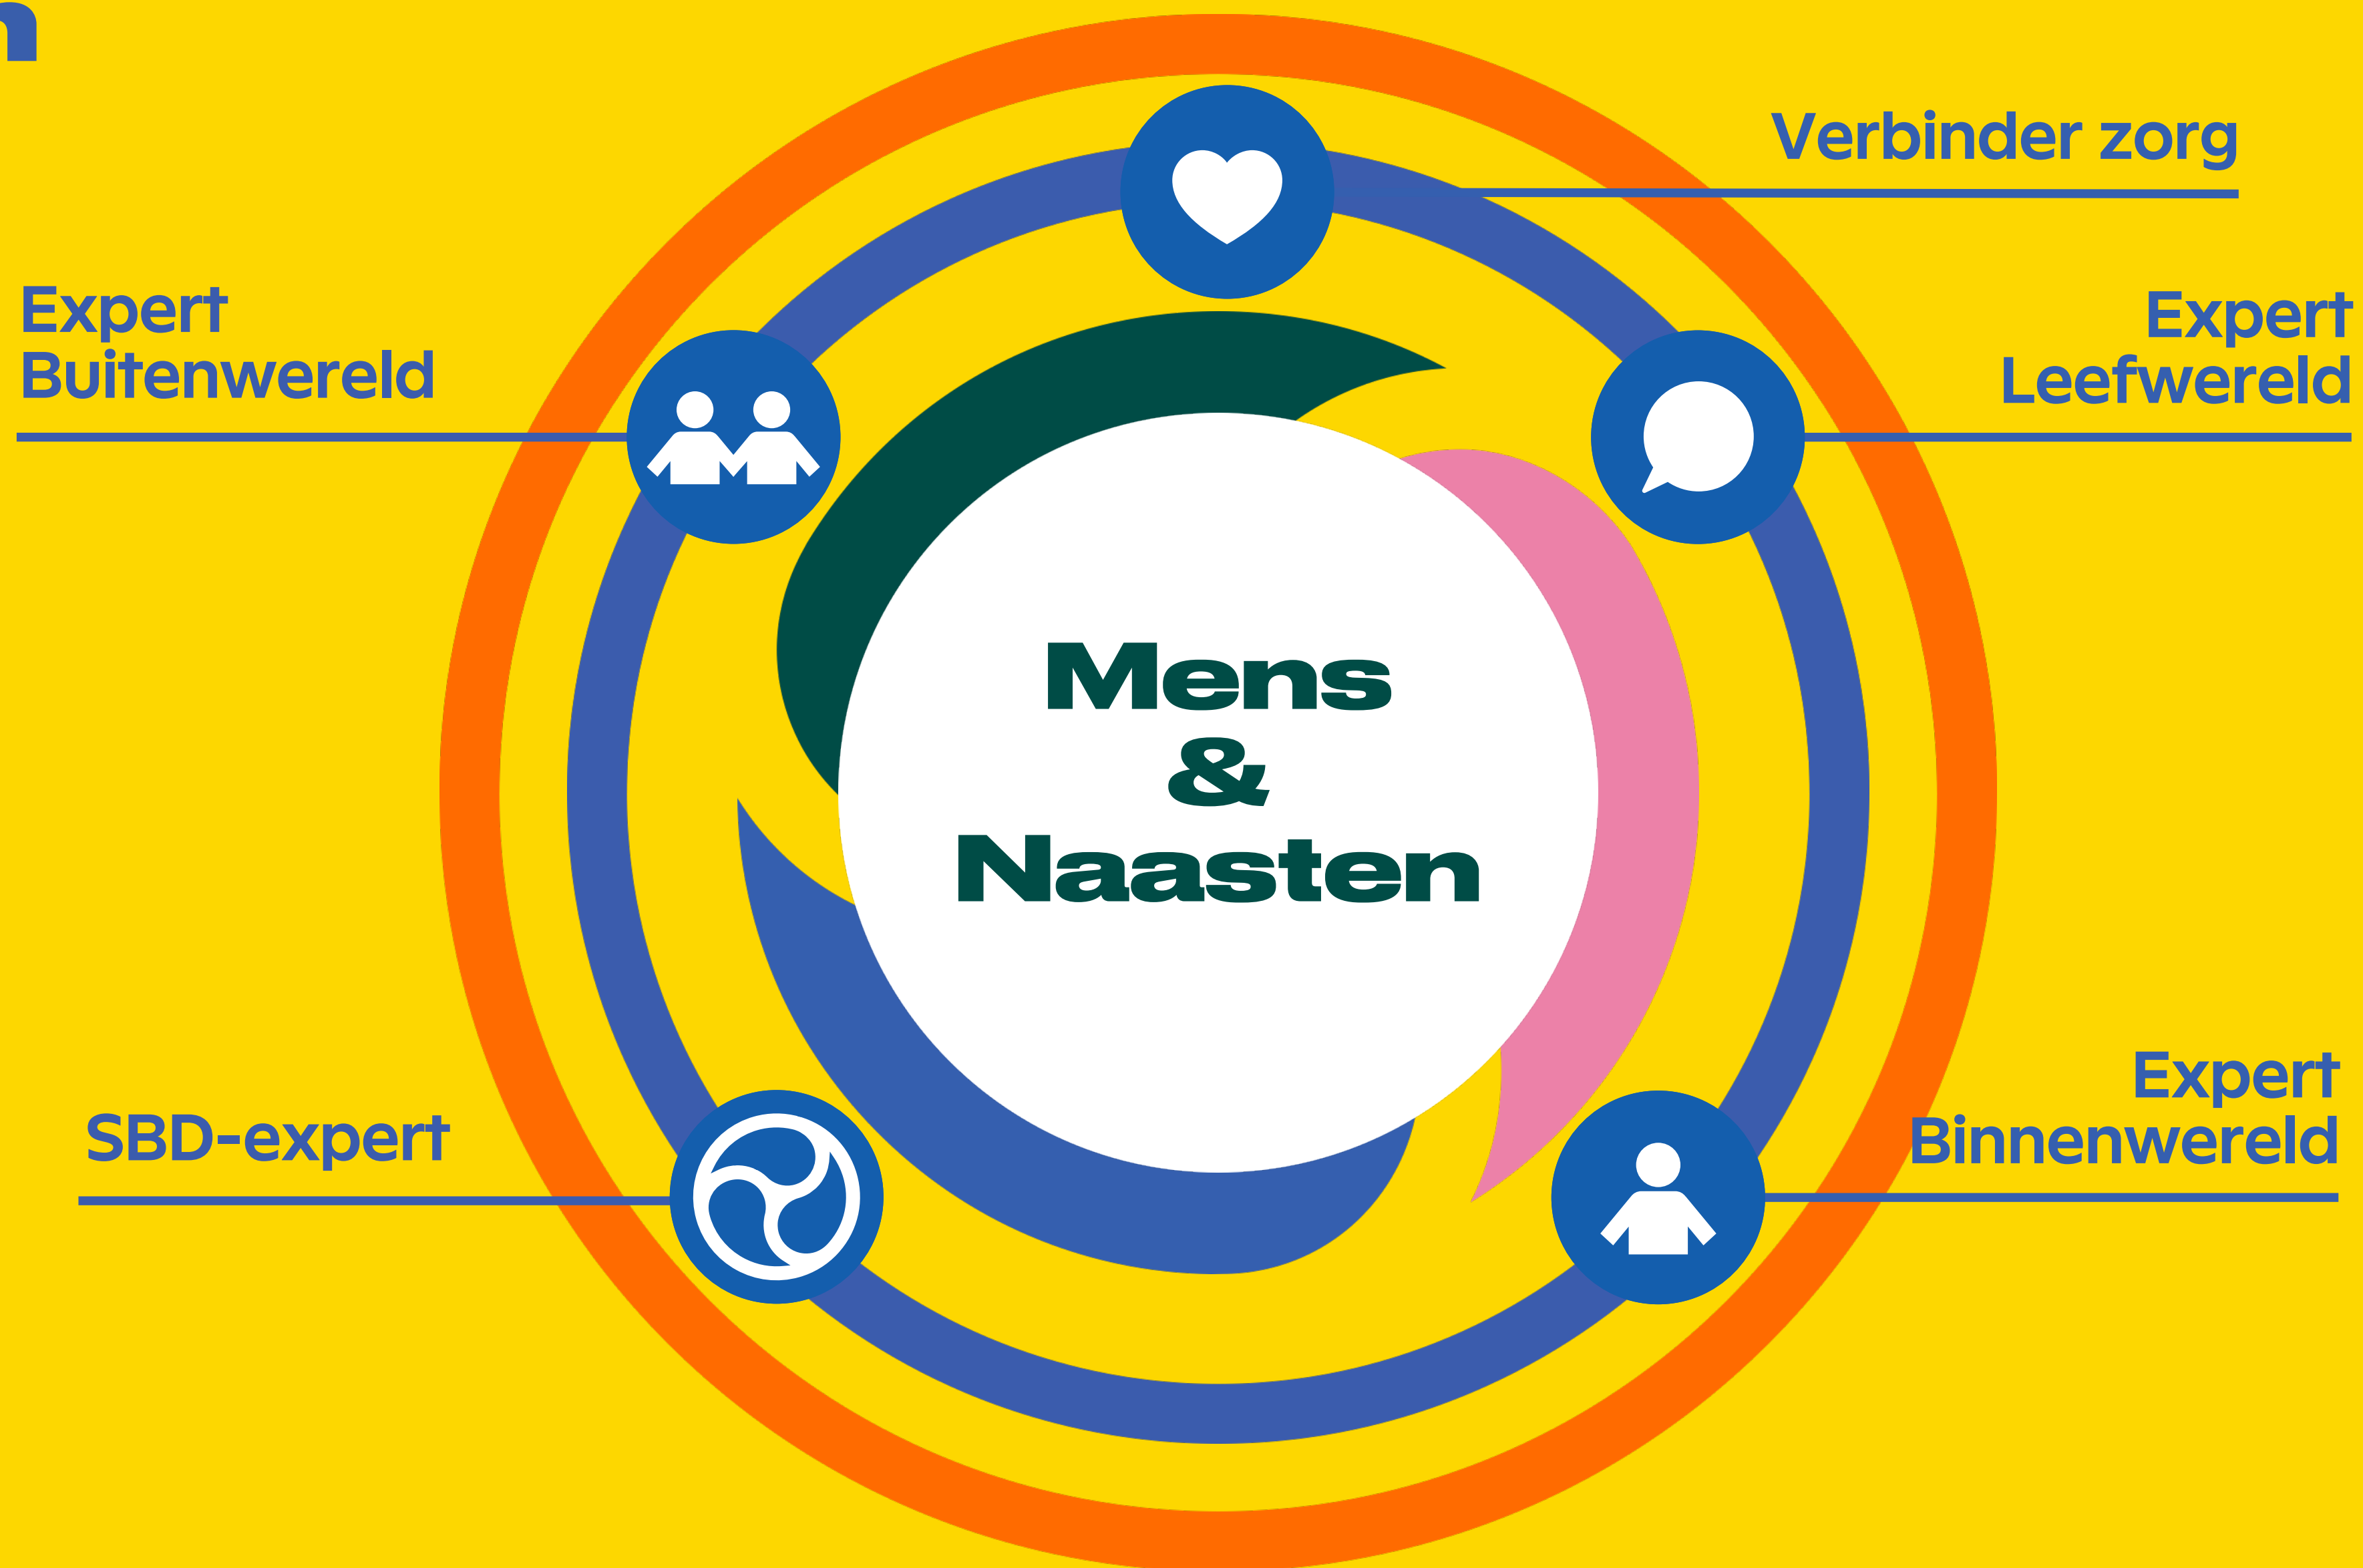 Verbinder zorg
Expert
Buitenwereld
Expert
Leefwereld
Mens
&
Naasten
SBD-expert
Expert
Binnenwereld